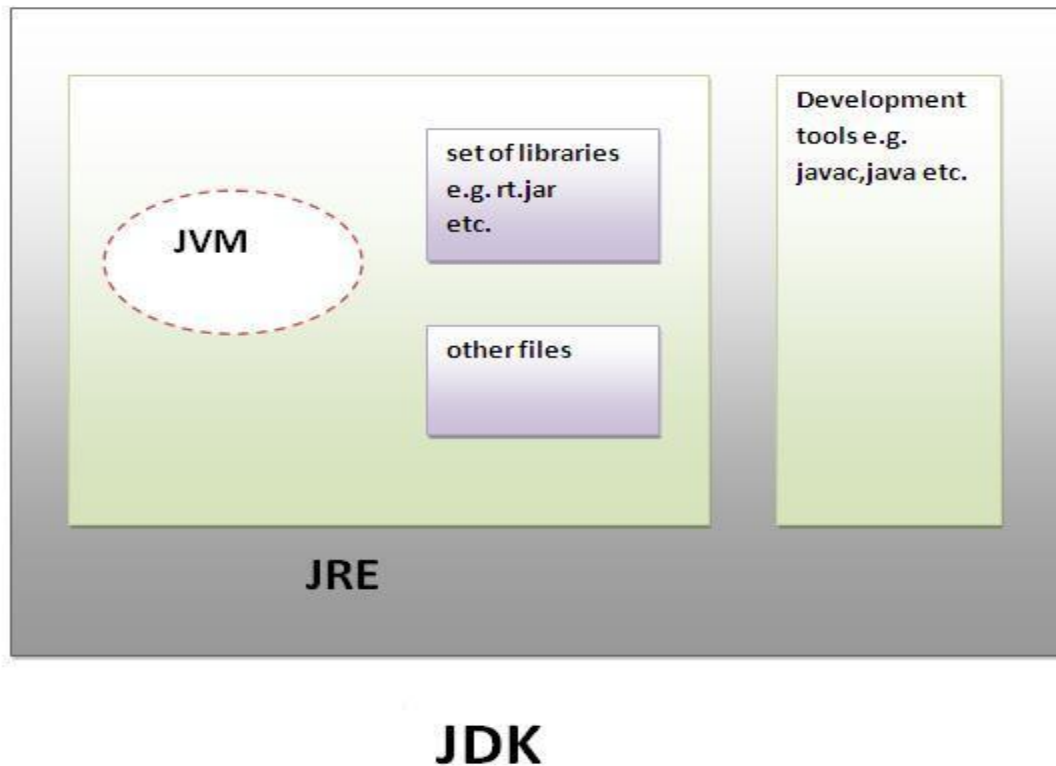 JVM
set of libraries
e.g. rt.jar
etc.
other files
Development
tools e.g.
javac,java etc.
JRE
JDK